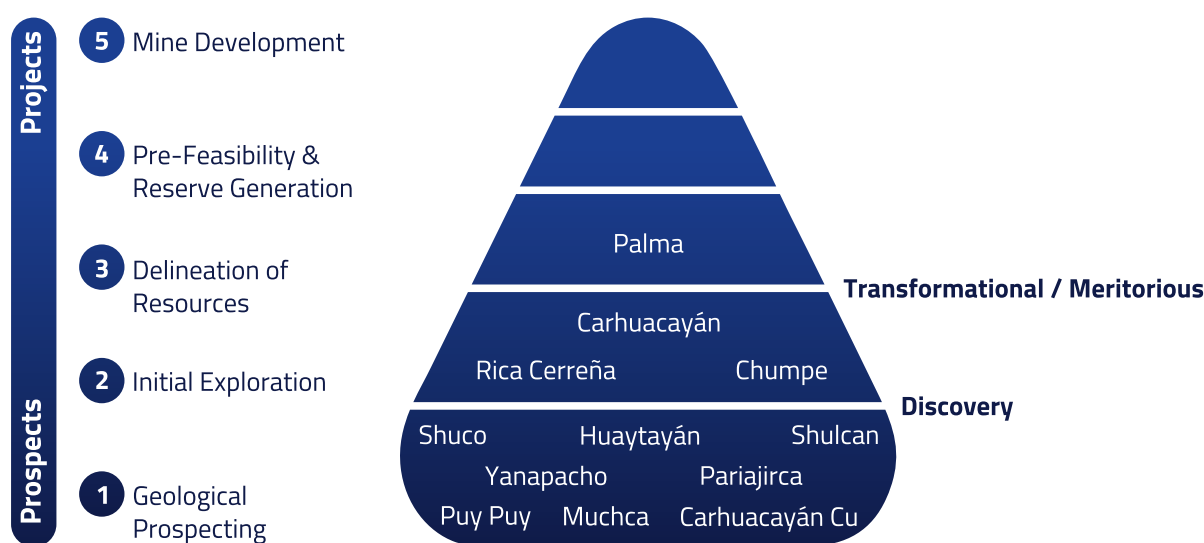 Projects
Prospects
5 Mine Development
4 Pre-Feasibility &
Reserve Generation
3 Delineation of
Resources
2 Initial Exploration
1 Geological
Prospecting
Palma
Transformational / Meritorious
Carhuacayán
Rica Cerreña Chumpe
Discovery
Shuco Huaytayán Shulcan
Yanapacho Pariajirca
Puy Puy Muchca Carhuacayán Cu